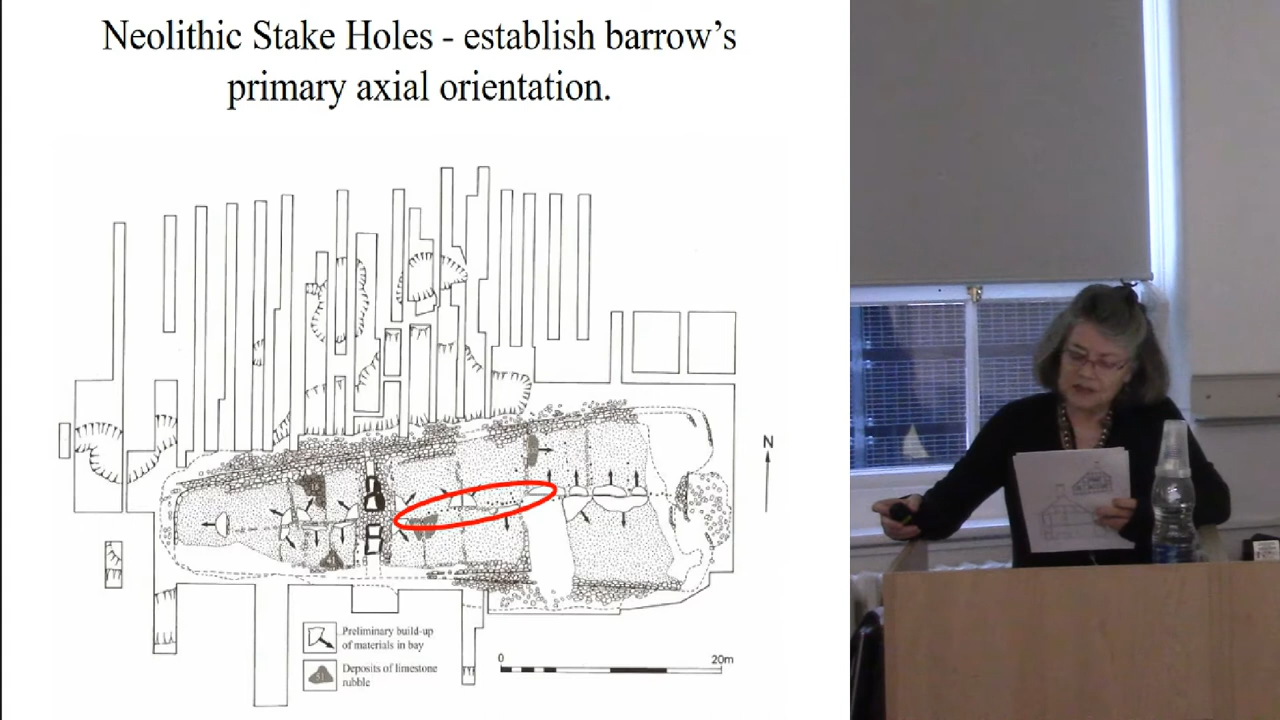 Neolithic Stake Holes - establish barrow's
primary axial orientation.
N
Preliminary build-up
of materials in bay
Deposits of limestone
rubble
0 20m